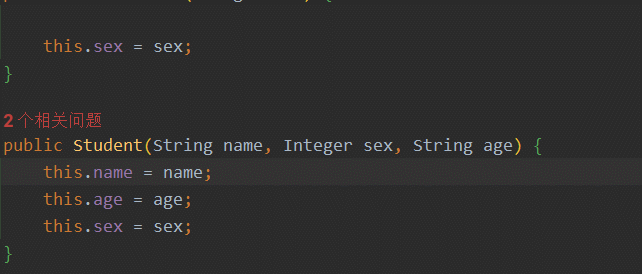 this.sex = sex;
}
2 个相关问题
public Student(String name, Integer sex, String age) {
this.name = name;
this.age = age;
this.sex = sex;
}